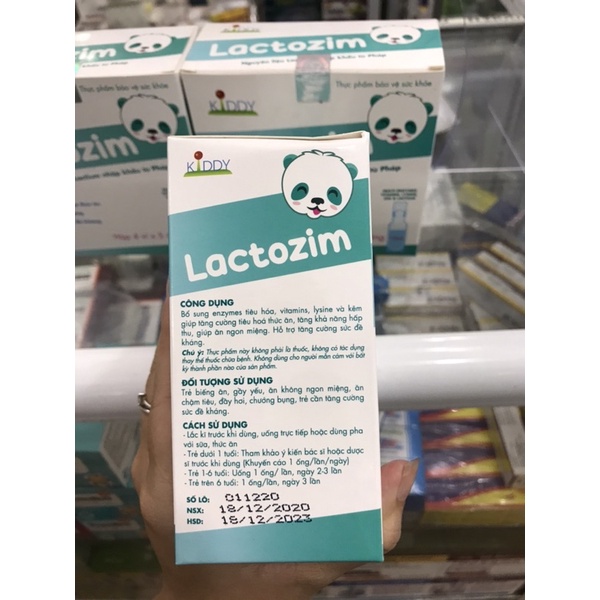 Lactozim
KIDDY
Thực phẩm bảo vệ sức khỏe
KIDDY
Lactozim
CÔNG DỤNG
Bổ sung enzymes tiêu hóa, vitamins, lysine và kẽm
giúp tăng cường tiêu hoá thức ăn, tăng khả năng hấp
thu, giúp ăn ngon miệng. Hỗ trợ tăng cường sức đề
kháng.
Chú ý: Thực phẩm này không phải là thuốc, không có tác dụng
thay thế thuốc chữa bệnh. Không dùng cho người mẫn cảm với bất
kỳ thành phần nào của sản phẩm.
ĐỐI TƯỢNG SỬ DỤNG
Trẻ biếng ăn, gầy yếu, ăn không ngon miệng, ăn
chậm tiêu, đầy hơi, chướng bụng, trẻ cần tăng cường
sức đề kháng.
CÁCH SỬ DỤNG
- Lắc kĩ trước khi dùng, uống trực tiếp hoặc dùng pha
với sữa, thức ăn
- Trẻ dưới 1 tuổi: Tham khảo ý kiến bác sĩ hoặc dược
sĩ trước khi dùng (Khuyến cáo 1 ống/lần/ngày)
- Trẻ 1-6 tuổi: Uống 1 ống/ lần, ngày 2-3 lần
- Trẻ trên 6 tuổi: 1 ống/lần, ngày 3 lần
SỐ LÔ: 011220
NSX: 18/12/2020
HSD: 18/12/2023